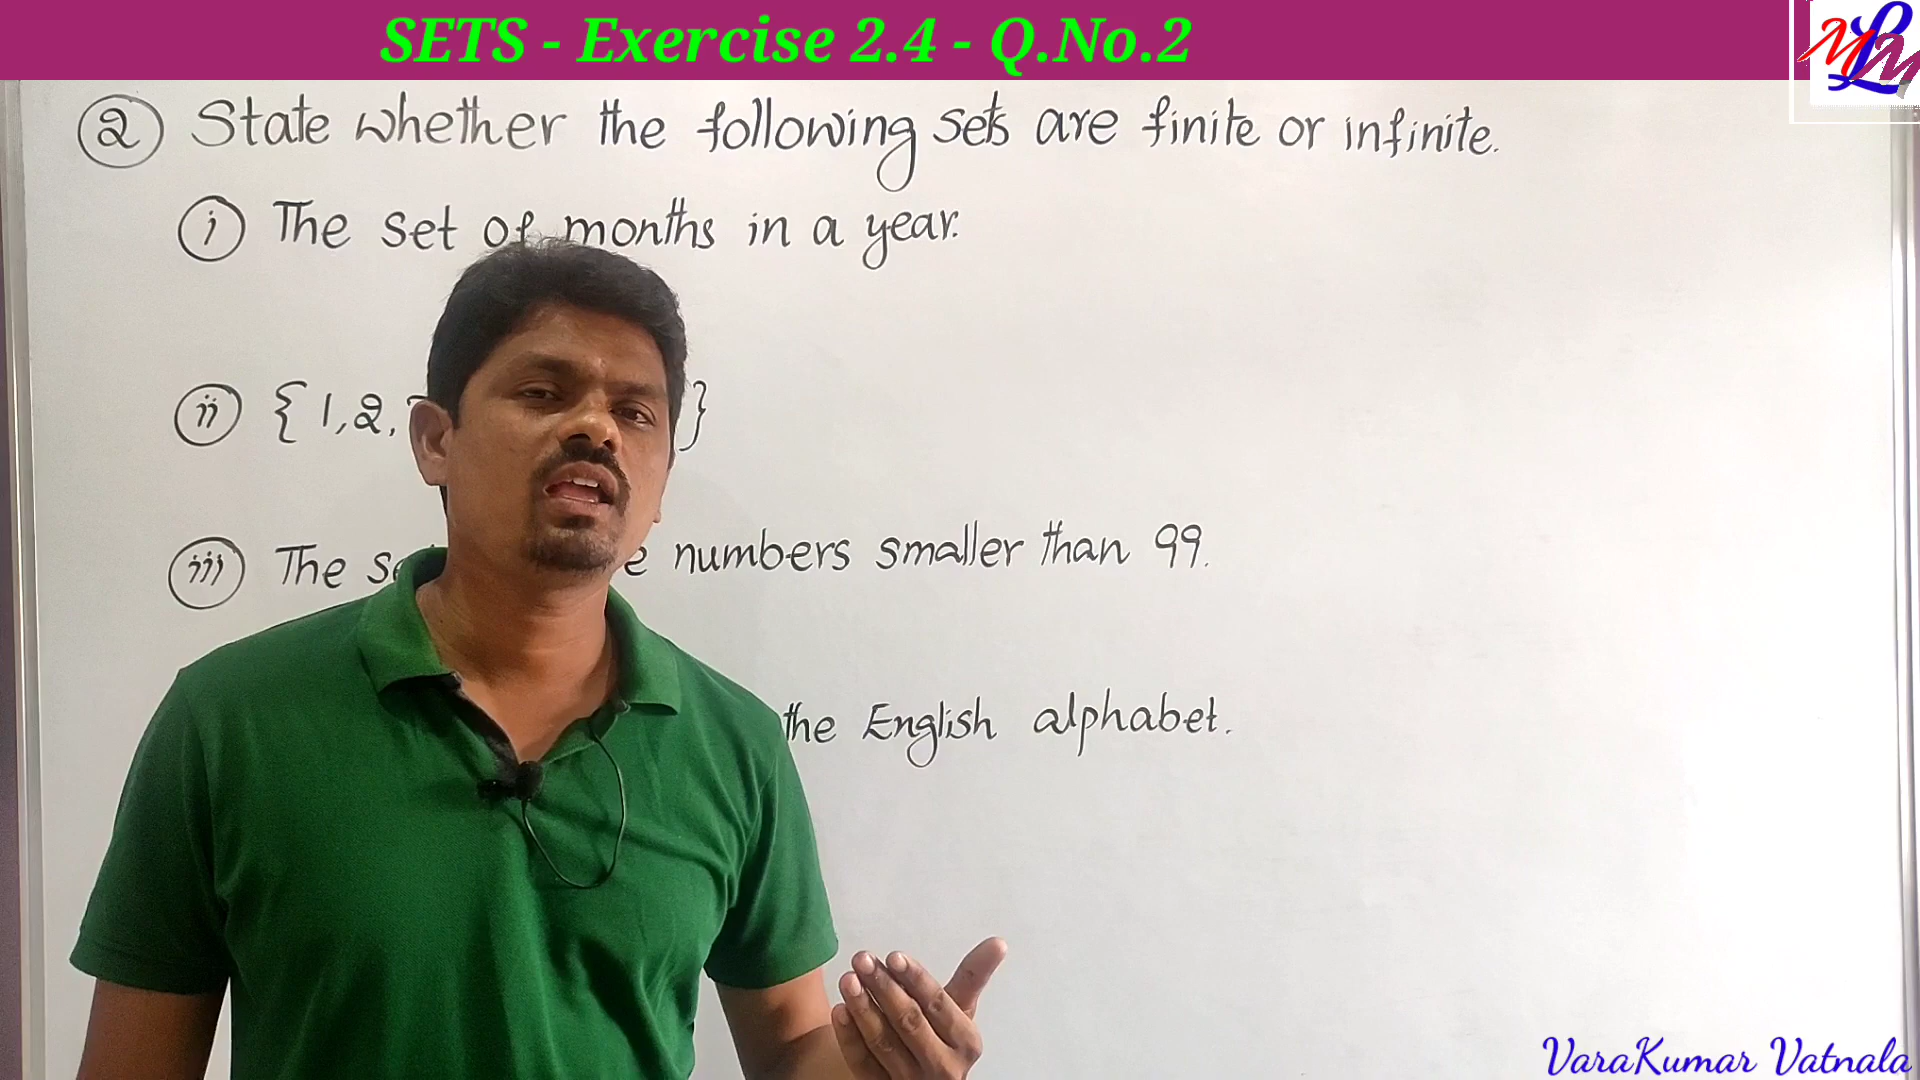 SETS - Exercise 2.4 - Q.No.2
MLM
2 State whether the following sets are finite or infinite.
i The set of months in a year.
ii {1,2, }
iii The numbers smaller than 99.
the English alphabet.
VaraKumar Vatnala